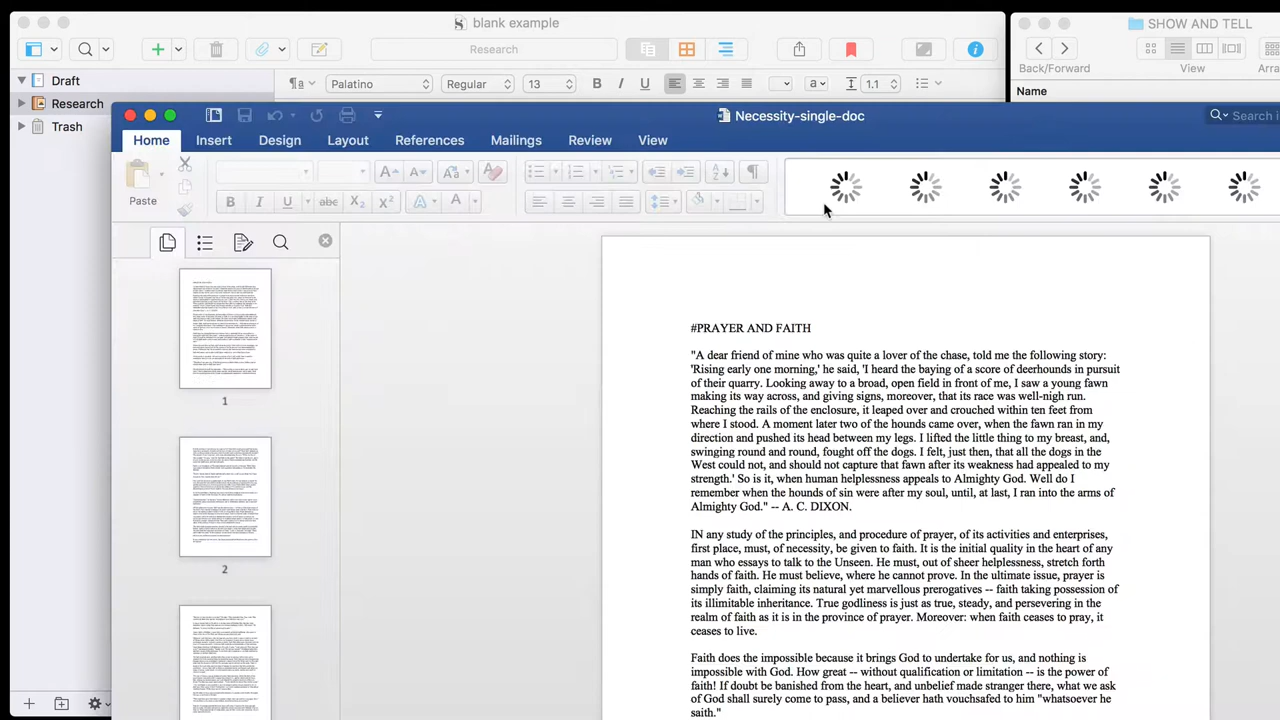 blank example
SHOW AND TELL
Research
Back/Forward
View
Arra
Draft
Palatino
Regular
13
B
I
U
a
1.1
Name
Research
Trash
Necessity-single-doc
Search i
Home
Insert
Design
Layout
References
Mailings
Review
View
Paste
B
I
U
abc
X
A
A
1
2
#PRAYER AND FAITH
"A dear friend of mine who was quite a lover of the chase, told me the following story:
'Rising early one morning,' he said, 'I heard the baying of a score of deerhounds in pursuit
of their quarry. Looking away to a broad, open field in front of me, I saw a young fawn
making its way across, and giving signs, moreover, that its race was well-nigh run.
Reaching the rails of the enclosure, it leaped over and crouched within ten feet from
where I stood. A moment later two of the hounds came over, when the fawn ran in my
direction and pushed its head between my legs. I lifted the little thing to my breast, and,
swinging round and round, fought off the dogs. I felt, just then, that all the dogs in the
West could not, and should not capture that fawn after its weakness had appealed to my
strength.' So is it, when human helplessness appeals to Almighty God. Well do I
remember when the hounds of sin were after my soul, until, at last, I ran into the arms of
Almighty God." -- A. C. DIXON.
IN any study of the principles, and procedure of prayer, of its activities and enterprises,
first place, must, of necessity, be given to faith. It is the initial quality in the heart of any
man who essays to talk to the Unseen. He must, out of sheer helplessness, stretch forth
hands of faith. He must believe, where he cannot prove. In the ultimate issue, prayer is
simply faith, claiming its natural yet marvellous prerogatives -- faith taking possession of
its illimitable inheritance. True godliness is just as true, steady, and persevering in the
realm of faith as it is in the province of prayer. Moreover: when faith ceases to pray, it
ceases to live.
Faith does the impossible because it brings God to undertake for us, and nothing is
impossible with God. How great -- without qualification or limitation -- is the power of
faith! If doubt be banished from the heart, and unbelief made stranger there, what we ask
of God shall surely come to pass, and a believer hath vouchsafed to him "whatsoever he
saith."